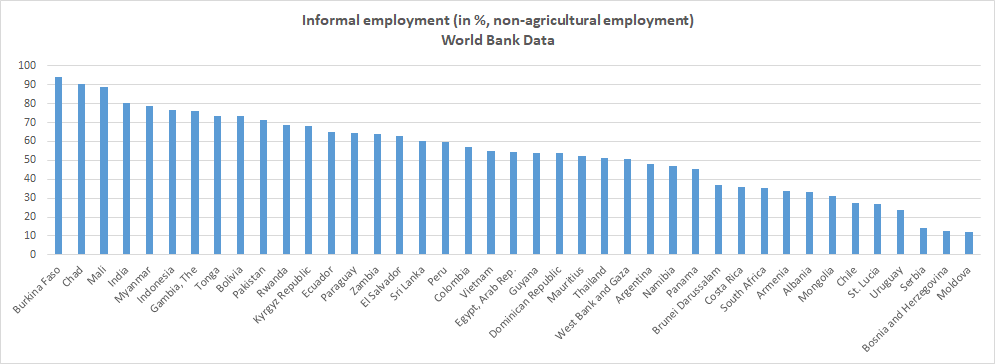 Informal employment (in %, non-agricultural employment)
World Bank Data
100
90
80
70
60
50
40
30
20
10
0
Burkina Faso
Chad
Mali
India
Myanmar
Indonesia
Gambia, The
Tonga
Bolivia
Pakistan
Rwanda
Kyrgyz Republic
Ecuador
Paraguay
Zambia
El Salvador
Sri Lanka
Peru
Colombia
Vietnam
Egypt, Arab Rep.
Guyana
Dominican Republic
Mauritius
Thailand
West Bank and Gaza
Argentina
Namibia
Panama
Brunei Darussalam
Costa Rica
South Africa
Armenia
Albania
Mongolia
Chile
St. Lucia
Uruguay
Serbia
Bosnia and Herzegovina
Moldova